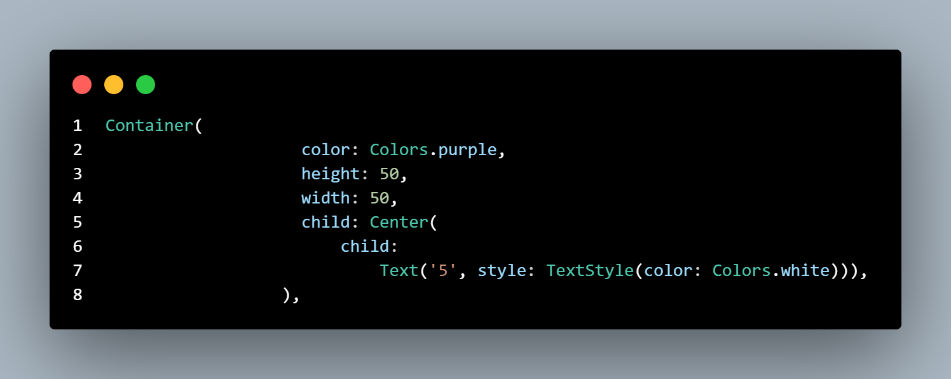 1 Container(
2                     color: Colors.purple,
3                     height: 50,
4                     width: 50,
5                     child: Center(
6                         child:
7                             Text('5', style: TextStyle(color: Colors.white))),
8                   ),